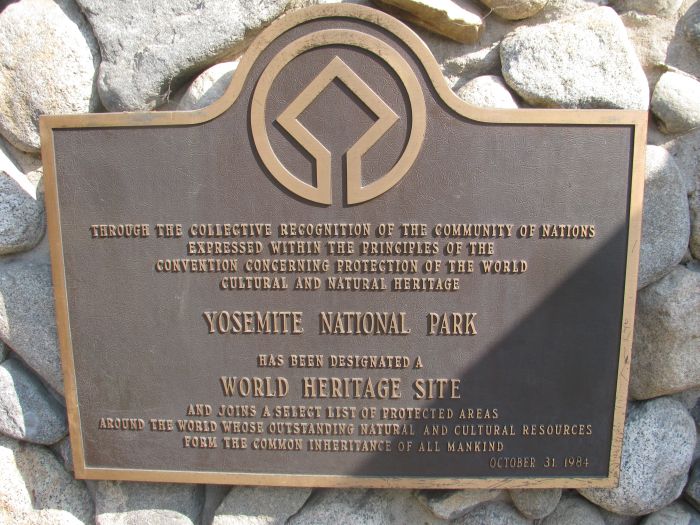 THROUGH THE COLLECTIVE RECOGNITION OF THE COMMUNITY OF NATIONS
EXPRESSED WITHIN THE PRINCIPLES OF THE
CONVENTION CONCERNING PROTECTION OF THE WORLD
CULTURAL AND NATURAL HERITAGE
YOSEMITE NATIONAL PARK
HAS BEEN DESIGNATED A
WORLD HERITAGE SITE
AND JOINS A SELECT LIST OF PROTECTED AREAS
AROUND THE WORLD WHOSE OUTSTANDING NATURAL AND CULTURAL RESOURCES
FORM THE COMMON INHERITANCE OF ALL MANKIND
OCTOBER 31, 1984